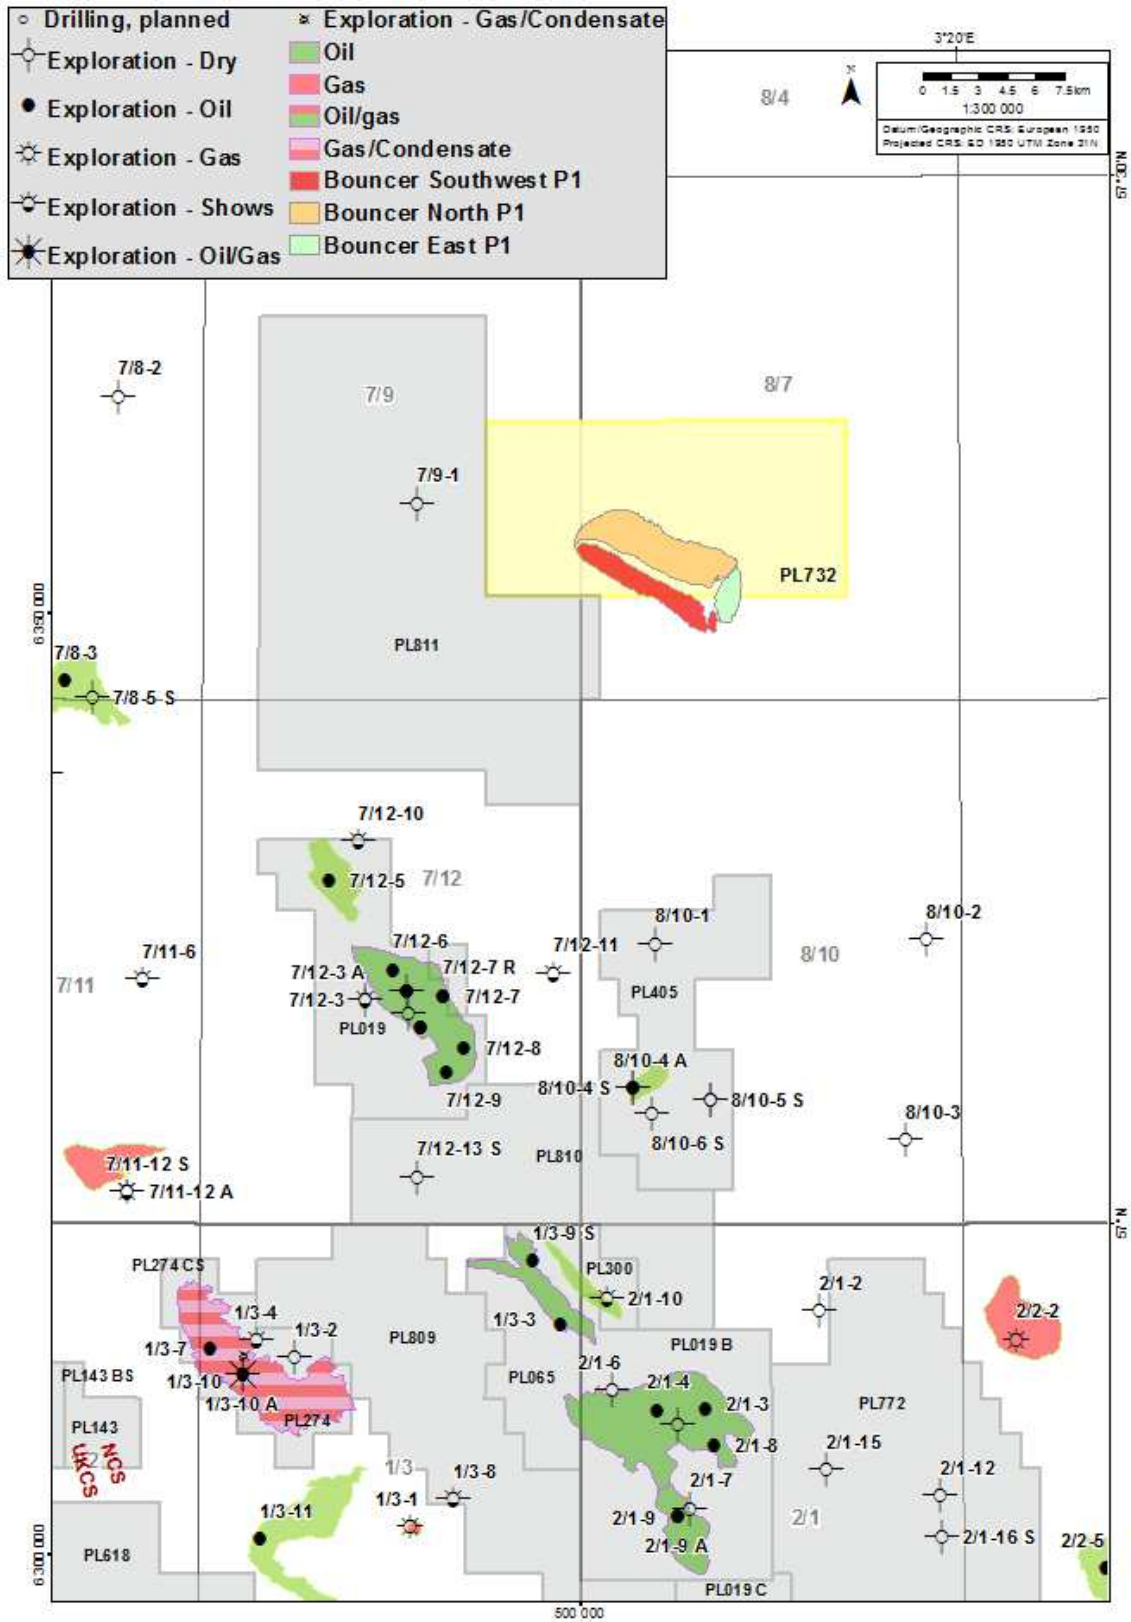 Drilling, planned
Exploration - Dry
Exploration - Oil
Exploration - Gas
Exploration - Shows
Exploration - Oil/Gas
Exploration - Gas/Condensate
Oil
Gas
Oil/gas
Gas/Condensate
Bouncer Southwest P1
Bouncer North P1
Bouncer East P1
3°20'E
8/4
0 1.5 3 4.5 6 7.5 km
1:300 000
Datum/Geographic CRS: European 1950
Projected CRS: ED 1950 UTM Zone 31N
57°30'N
7/8-2
7/9
8/7
7/9-1
PL732
6 350 000
PL811
7/8-3
7/8-5 S
7/12-10
7/12-5
7/12
8/10-1
8/10-2
7/12-6
7/12-11
8/10
7/11-6
7/12-3 A
7/12-7 R
7/11
7/12-3
7/12-7
PL405
PL019
7/12-8
8/10-4 A
8/10-4 S
7/12-9
8/10-5 S
8/10-3
8/10-6 S
7/12-13 S
PL810
7/11-12 S
7/11-12 A
57°N
1/3-9 S
PL274 CS
PL300
2/1-2
2/1-10
2/2-2
1/3-4
1/3-2
1/3-3
PL809
PL019 B
1/3-7
2/1-6
PL143 BS
1/3-10
PL065
2/1-4
1/3-10 A
2/1-3
PL772
PL274
PL143
2/1-8
2/1-15
NCS
UKCS
1/3
1/3-8
2/1-7
2/1-12
1/3-1
1/3-11
2/1-9
2/1
2/1-16 S
2/1-9 A
2/2-5
6 300 000
PL618
PL019 C
500 000